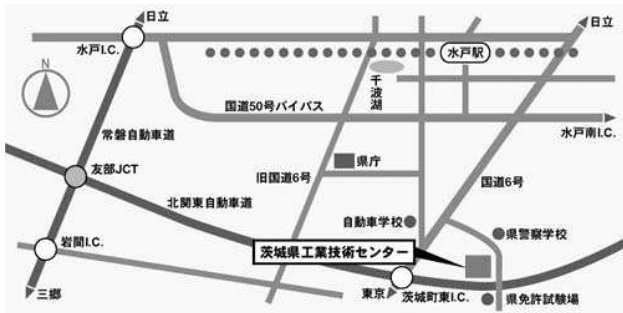 日立
日立
水戸I.C.
水戸駅
N
千波湖
国道50号バイパス
水戸南I.C.
常磐自動車道
友部JCT
県庁
旧国道6号
国道6号
北関東自動車道
自動車学校
県警察学校
岩間I.C.
茨城県工業技術センター
三郷
東京
茨城町東I.C.
県免許試験場